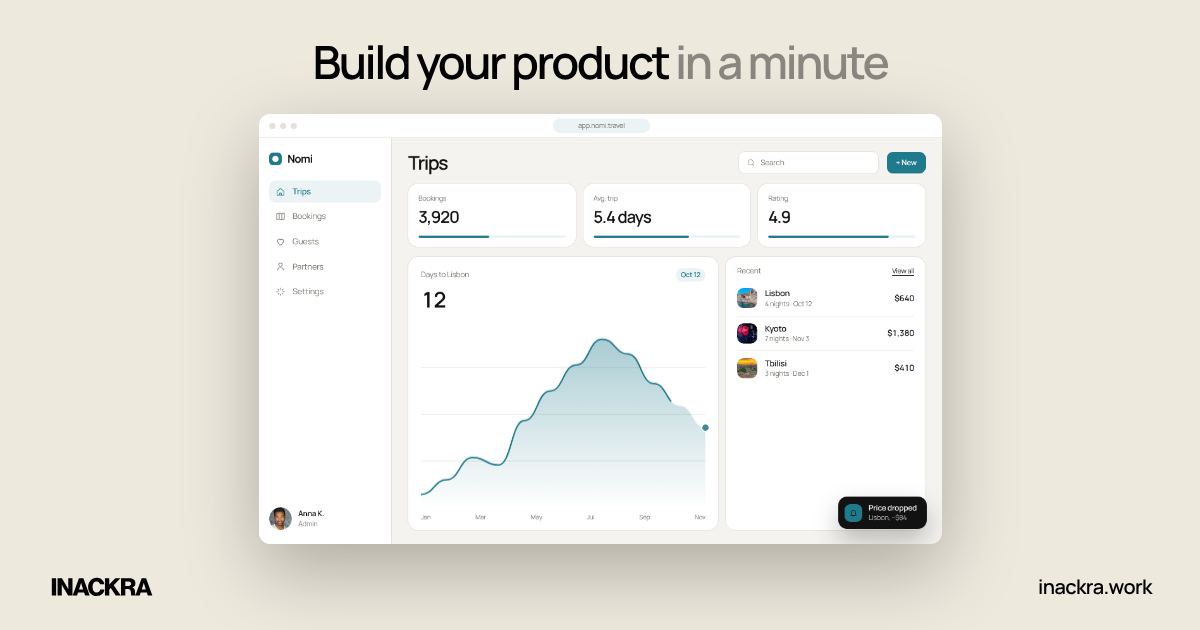 Build your product in a minute
app.nomi.travel
Nomi
Trips
Bookings
Guests
Partners
Settings
Anna K.
Admin
Trips
Search
+ New
Bookings
3,920
Avg. trip
5.4 days
Rating
4.9
Days to Lisbon
Oct 12
12
Jan
Mar
May
Jul
Sep
Nov
Recent
View all
Lisbon
4 nights · Oct 12
$640
Kyoto
7 nights · Nov 3
$1,380
Tbilisi
3 nights · Dec 1
$410
Price dropped
Lisbon, −$84
INACKRA
inackra.work